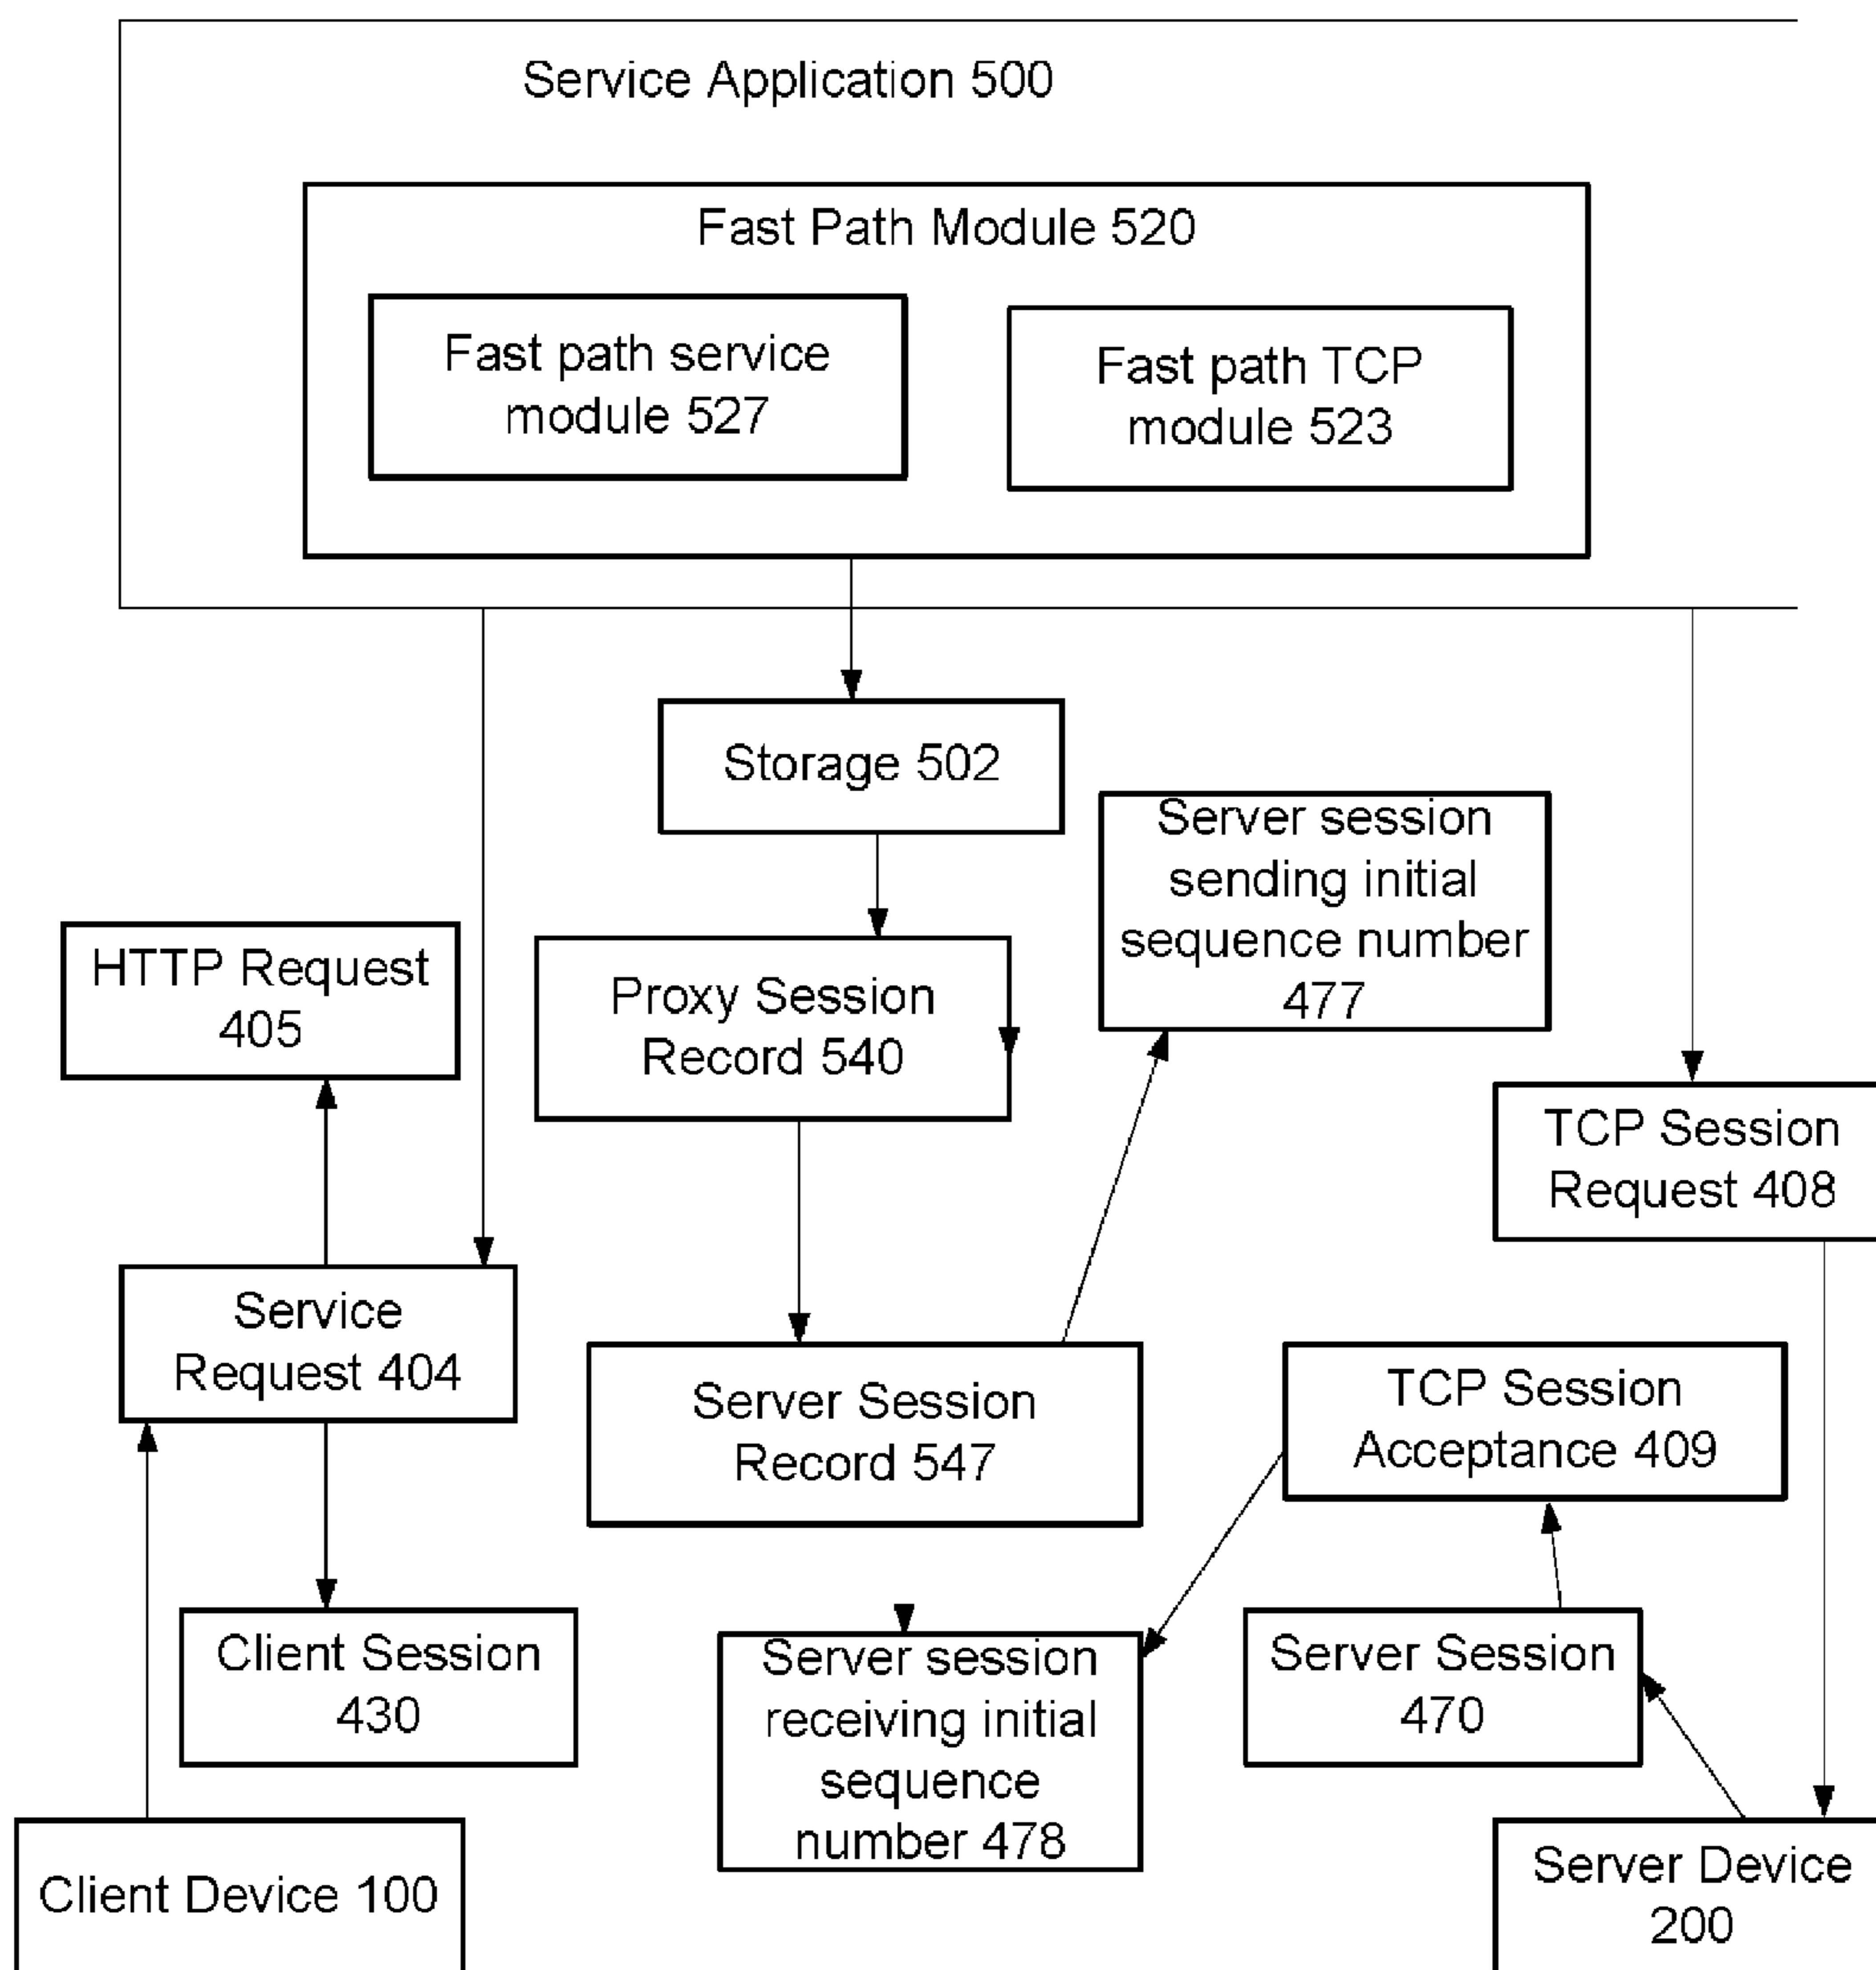 Service Application 500
Fast Path Module 520
Fast path service
module 527
Fast path TCP
module 523
Storage 502
Server session
sending initial
sequence number
477
HTTP Request
405
Proxy Session
Record 540
TCP Session
Request 408
Service
Request 404
Server Session
Record 547
TCP Session
Acceptance 409
Client Session
430
Server session
receiving initial
sequence
number 478
Server Session
470
Client Device 100
Server Device
200